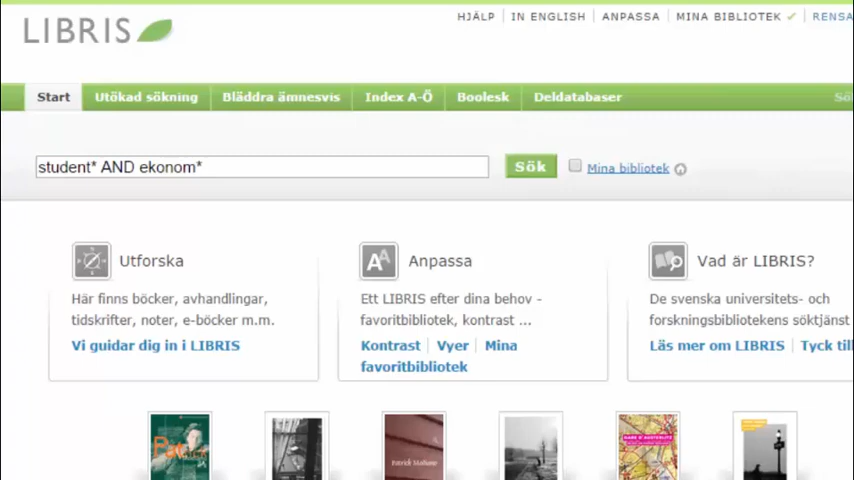 LIBRIS
HJÄLP IN ENGLISH ANPASSA MINA BIBLIOTEK RENSA
Start Utökad sökning Bläddra ämnesvis Index A-Ö Boolesk Deldatabaser
student* AND ekonom* Sök Mina bibliotek
Utforska
Här finns böcker, avhandlingar,
tidskrifter, noter, e-böcker m.m.
Vi guidar dig in i LIBRIS
Anpassa
Ett LIBRIS efter dina behov -
favoritbibliotek, kontrast ...
Kontrast Vyer Mina
favoritbibliotek
Vad är LIBRIS?
De svenska universitets- och
forskningsbibliotekens söktjänst
Läs mer om LIBRIS Tyck till